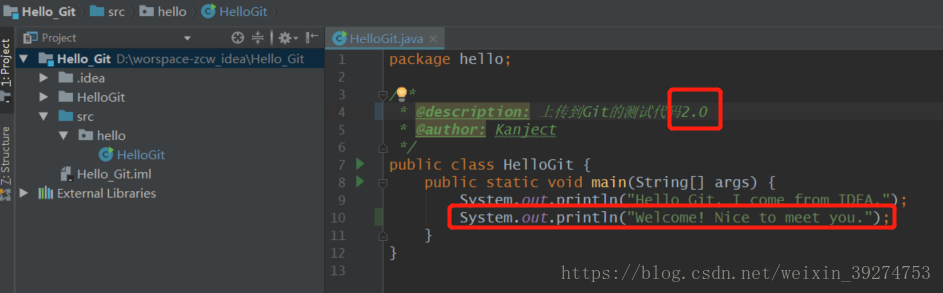 Hello_Git src hello HelloGit
Project
HelloGit.java
1: Project
Z: Structure
Hello_Git D:\worspace-zcw_idea\Hello_Git
.idea
HelloGit
src
hello
HelloGit
Hello_Git.iml
External Libraries
1 package hello;
2
3 /**
4 * @description: 上传到Git的测试代码2.0
5 * @author: Kanject
6 */
7 public class HelloGit {
8 public static void main(String[] args) {
9 System.out.println("Hello Git, I come from IDEA.");
10 System.out.println("Welcome! Nice to meet you.");
11 }
12 }
13
https://blog.csdn.net/weixin_39274753